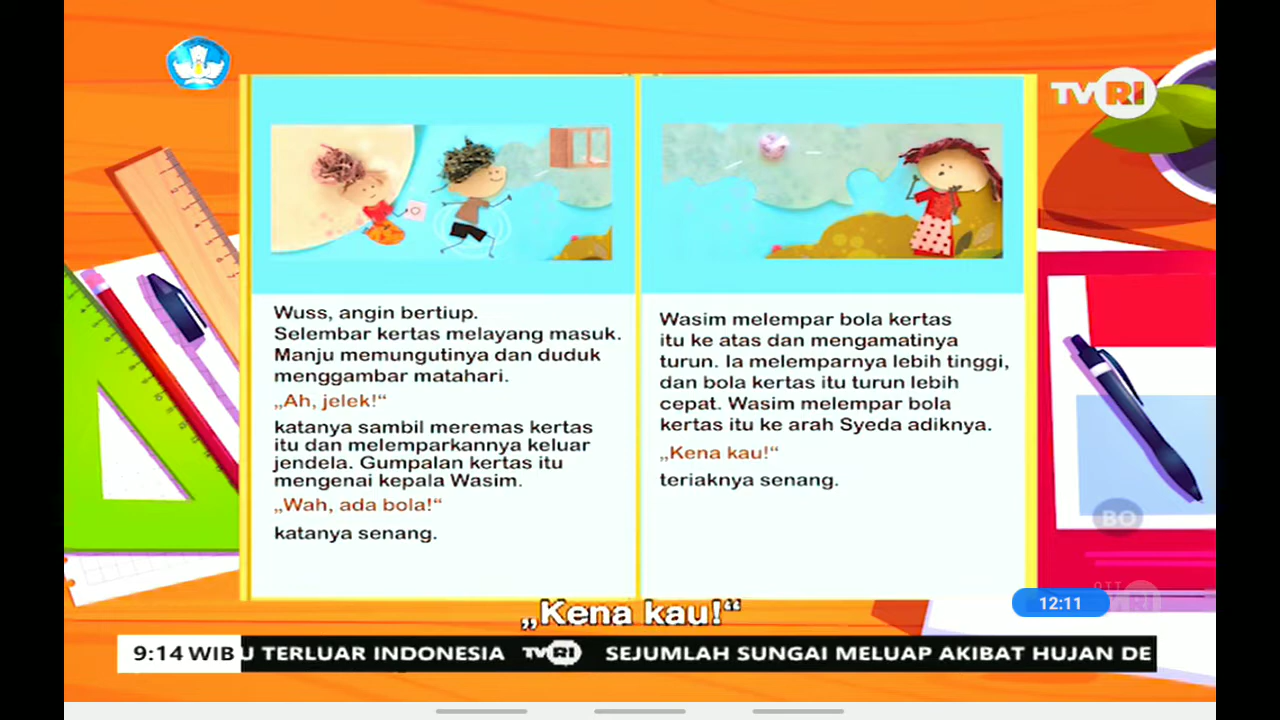 TVRI
Wuss, angin bertiup.
Selembar kertas melayang masuk.
Manju memungutinya dan duduk
menggambar matahari.
„Ah, jelek!“
katanya sambil meremas kertas
itu dan melemparkannya keluar
jendela. Gumpalan kertas itu
mengenai kepala Wasim.
„Wah, ada bola!“
katanya senang.
Wasim melempar bola kertas
itu ke atas dan mengamatinya
turun. Ia melemparnya lebih tinggi,
dan bola kertas itu turun lebih
cepat. Wasim melempar bola
kertas itu ke arah Syeda adiknya.
„Kena kau!“
teriaknya senang.
BO
OTT
TVRI
12:11
„Kena kau!“
9:14 WIB U TERLUAR INDONESIA TVRI SEJUMLAH SUNGAI MELUAP AKIBAT HUJAN DE